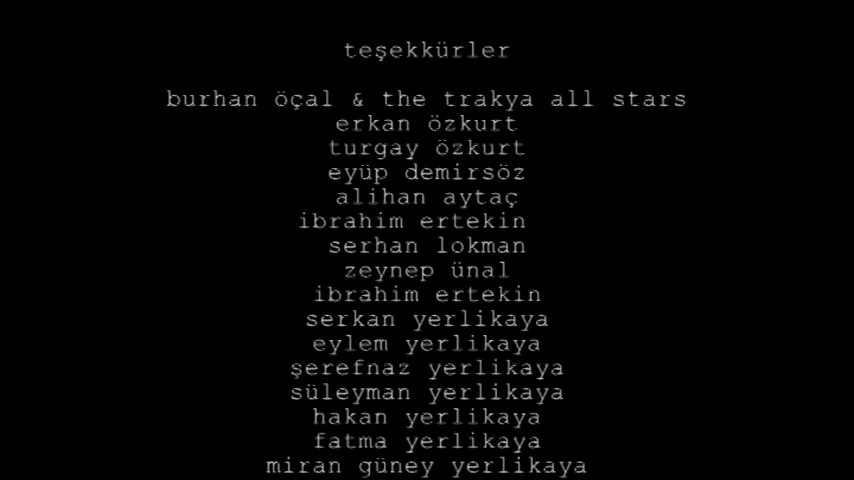 teşekkürler
burhan öçal & the trakya all stars
erkan özkurt
turgay özkurt
eyüp demirsöz
alihan aytaç
ibrahim ertekin
serhan lokman
zeynep ünal
ibrahim ertekin
serkan yerlikaya
eylem yerlikaya
şerefnaz yerlikaya
süleyman yerlikaya
hakan yerlikaya
fatma yerlikaya
miran güney yerlikaya